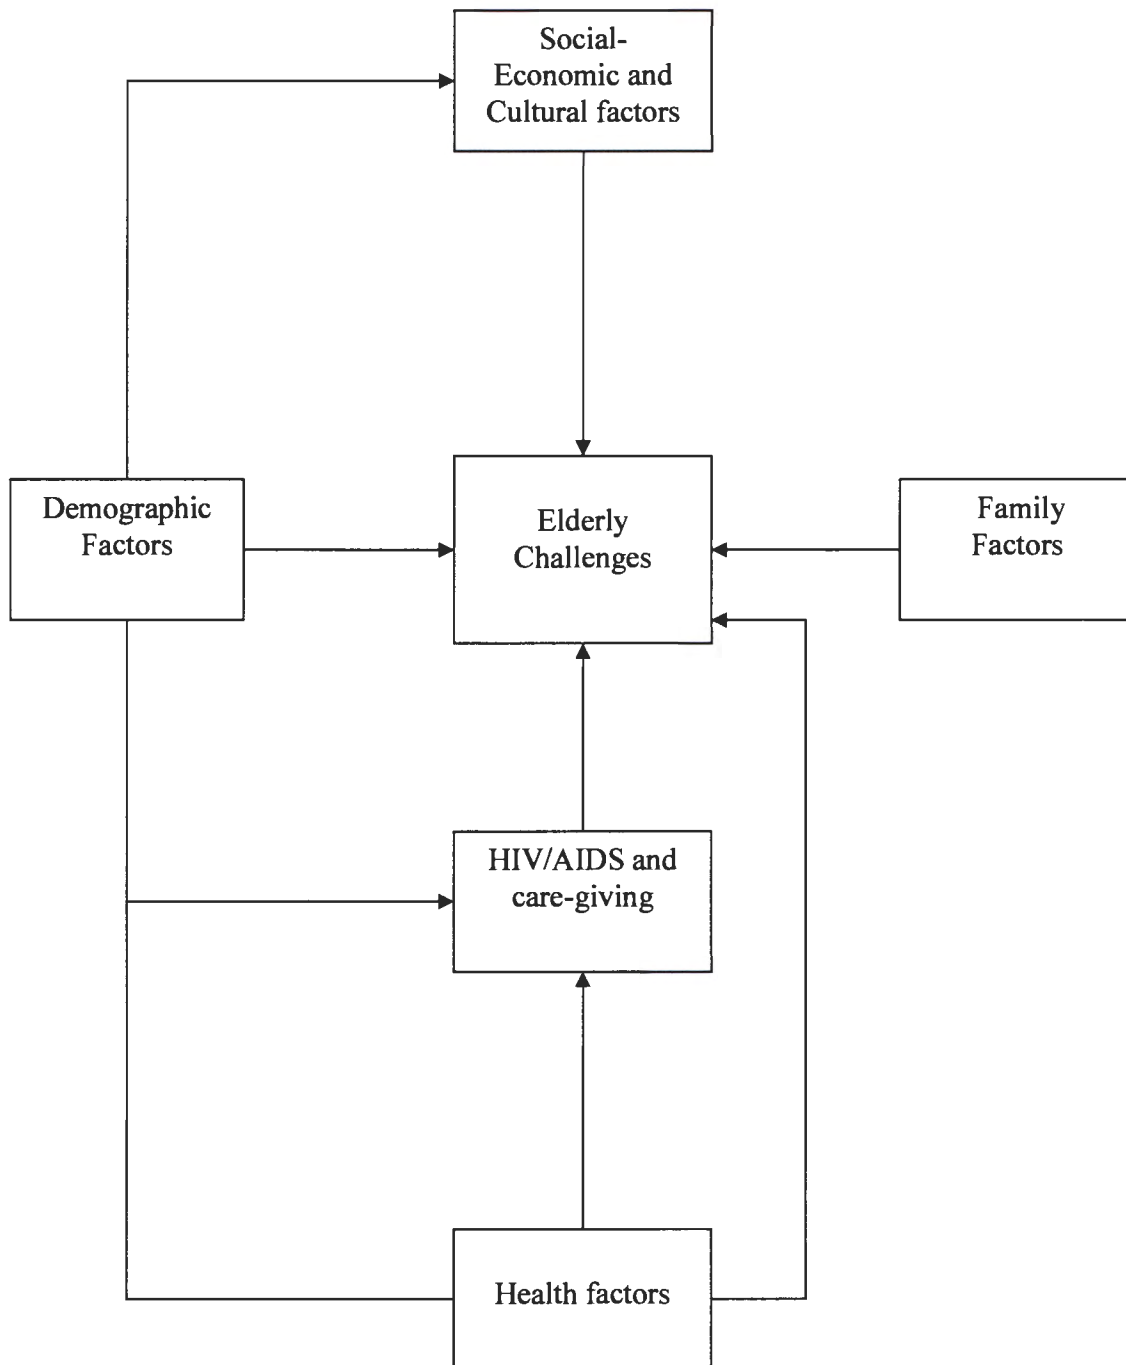 Social-
Economic and
Cultural factors
Demographic
Factors
Elderly
Challenges
Family
Factors
HIV/AIDS and
care-giving
Health factors